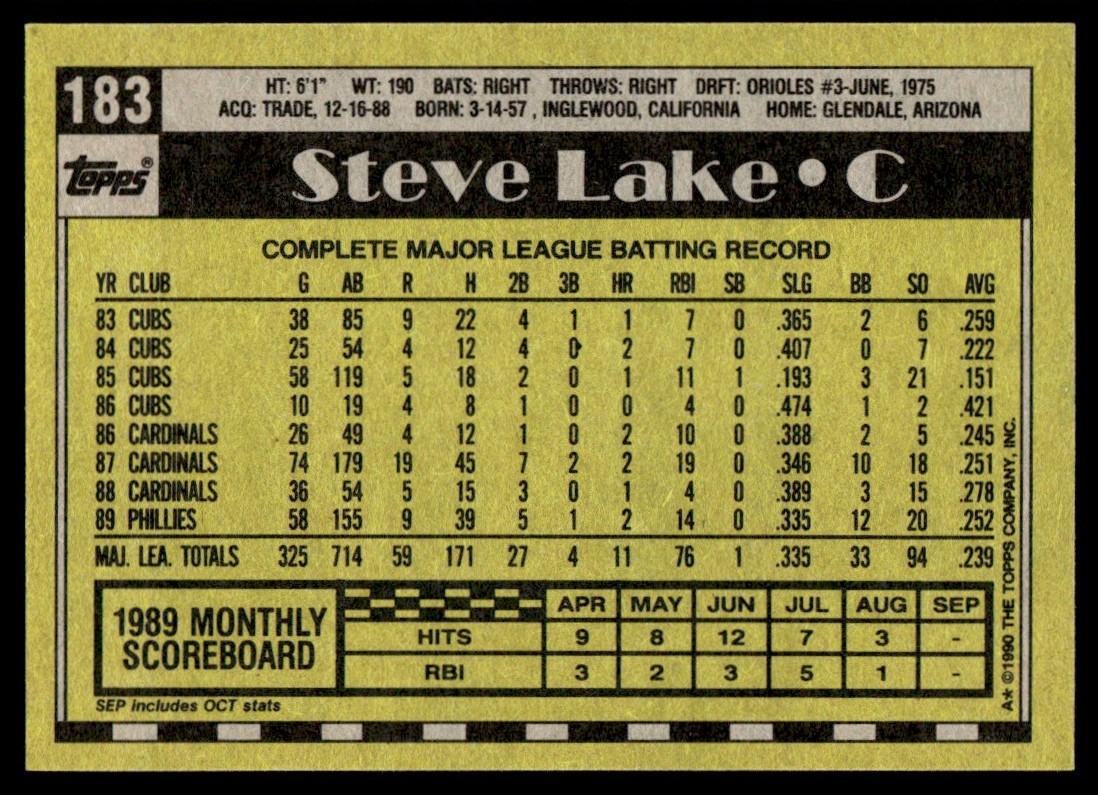 183
HT: 6'1" WT: 190 BATS: RIGHT THROWS: RIGHT DRFT: ORIOLES #3-JUNE, 1975
ACQ: TRADE, 12-16-88 BORN: 3-14-57 , INGLEWOOD, CALIFORNIA HOME: GLENDALE, ARIZONA
Topps®
Steve Lake • C
COMPLETE MAJOR LEAGUE BATTING RECORD
YR CLUB G AB R H 2B 3B HR RBI SB SLG BB SO AVG
83 CUBS 38 85 9 22 4 1 1 7 0 .365 2 6 .259
84 CUBS 25 54 4 12 4 0 2 7 0 .407 0 7 .222
85 CUBS 58 119 5 18 2 0 1 11 1 .193 3 21 .151
86 CUBS 10 19 4 8 1 0 0 4 0 .474 1 2 .421
86 CARDINALS 26 49 4 12 1 0 2 10 0 .388 2 5 .245
87 CARDINALS 74 179 19 45 7 2 2 19 0 .346 10 18 .251
88 CARDINALS 36 54 5 15 3 0 1 4 0 .389 3 15 .278
89 PHILLIES 58 155 9 39 5 1 2 14 0 .335 12 20 .252
MAJ. LEA. TOTALS 325 714 59 171 27 4 11 76 1 .335 33 94 .239
1989 MONTHLY
SCOREBOARD
APR MAY JUN JUL AUG SEP
HITS 9 8 12 7 3 -
RBI 3 2 3 5 1 -
SEP includes OCT stats
A* ©1990 THE TOPPS COMPANY, INC.